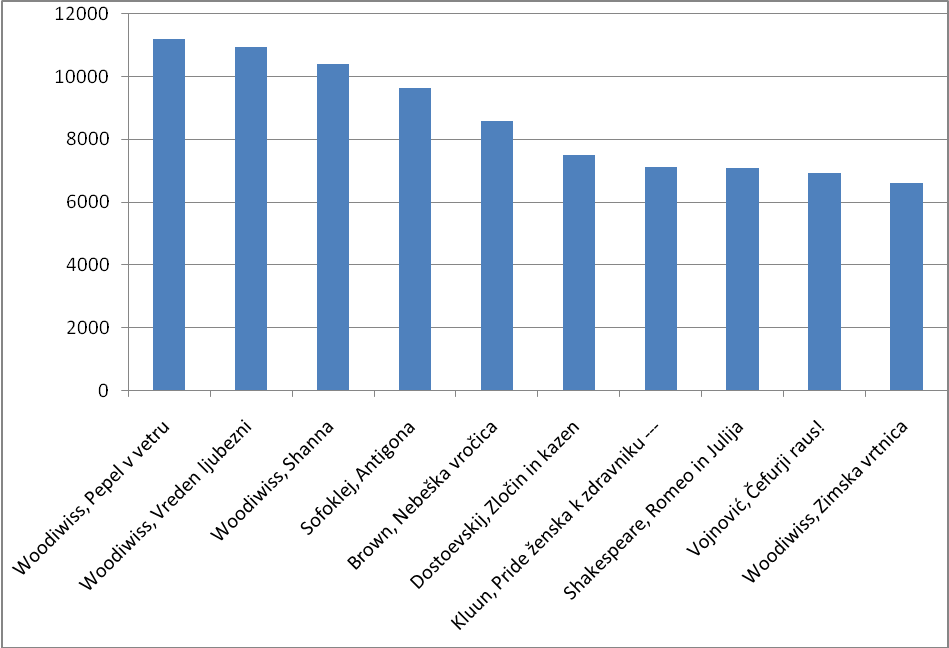 12000
10000
8000
6000
4000
2000
0
Woodiwiss, Pepel v vetru
Woodiwiss, Vreden ljubezni
Woodiwiss, Shanna
Sofoklej, Antigona
Brown, Nebeška vročica
Dostoevskij, Zločin in kazen
Kluun, Pride ženska k zdravniku ---
Shakespeare, Romeo in Julija
Vojnović, Čefurji raus!
Woodiwiss, Zimska vrtnica